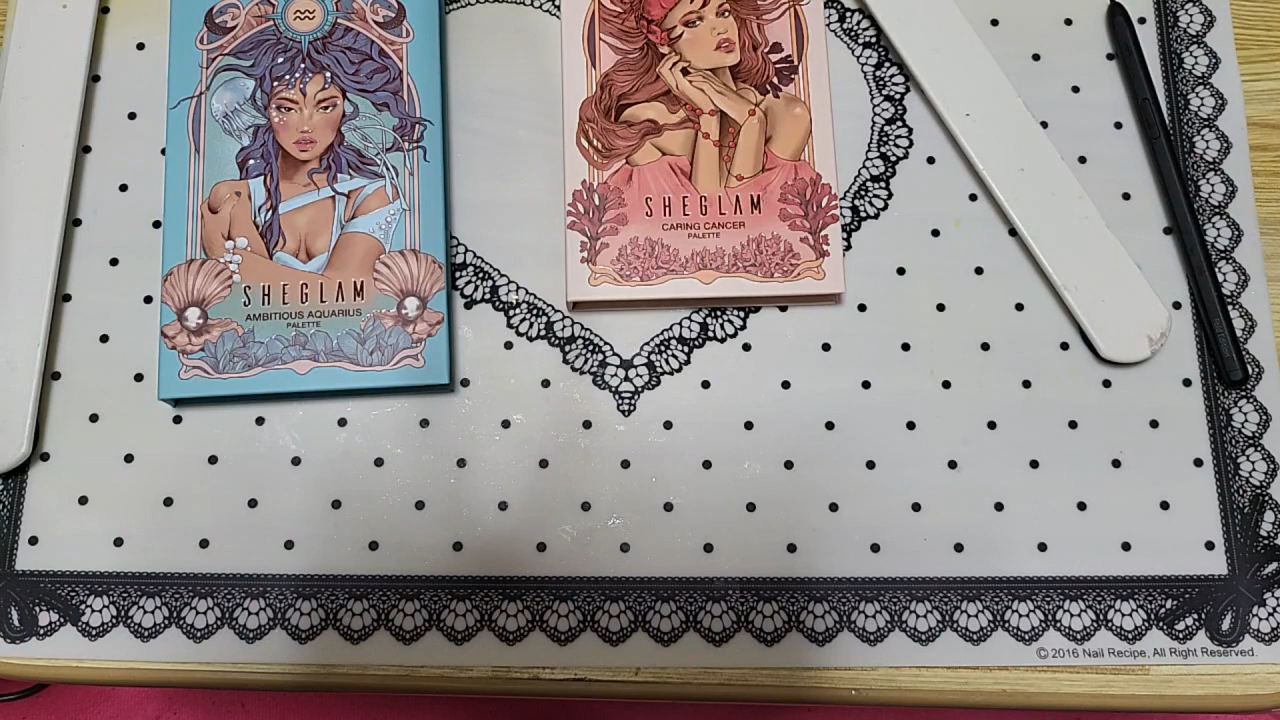 SHEGLAM
AMBITIOUS AQUARIUS
PALETTE
SHEGLAM
CARING CANCER
PALETTE
© 2016 Nail Recipe, All Right Reserved.